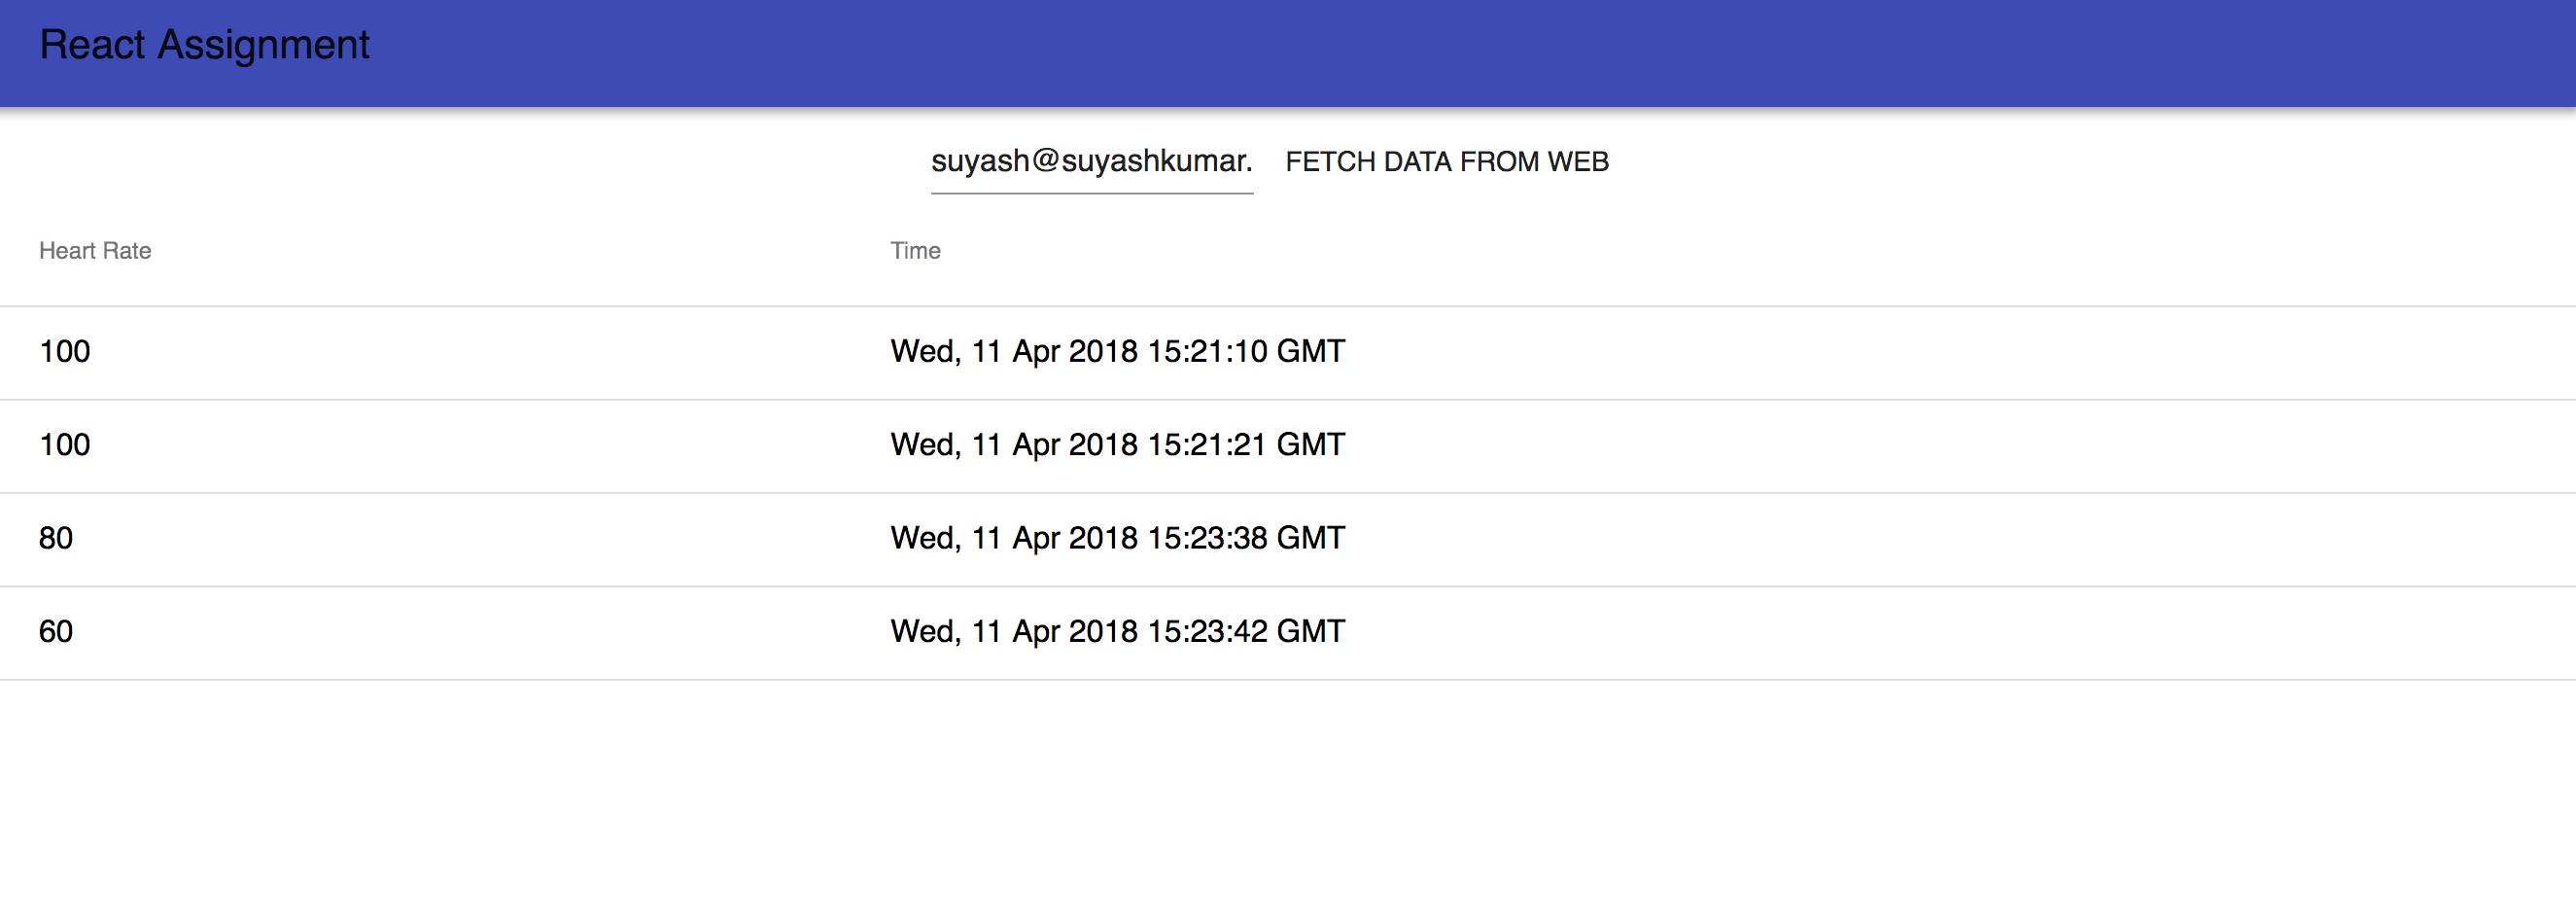 React Assignment
suyash@suyashkumar. FETCH DATA FROM WEB
Heart Rate Time
100 Wed, 11 Apr 2018 15:21:10 GMT
100 Wed, 11 Apr 2018 15:21:21 GMT
80 Wed, 11 Apr 2018 15:23:38 GMT
60 Wed, 11 Apr 2018 15:23:42 GMT